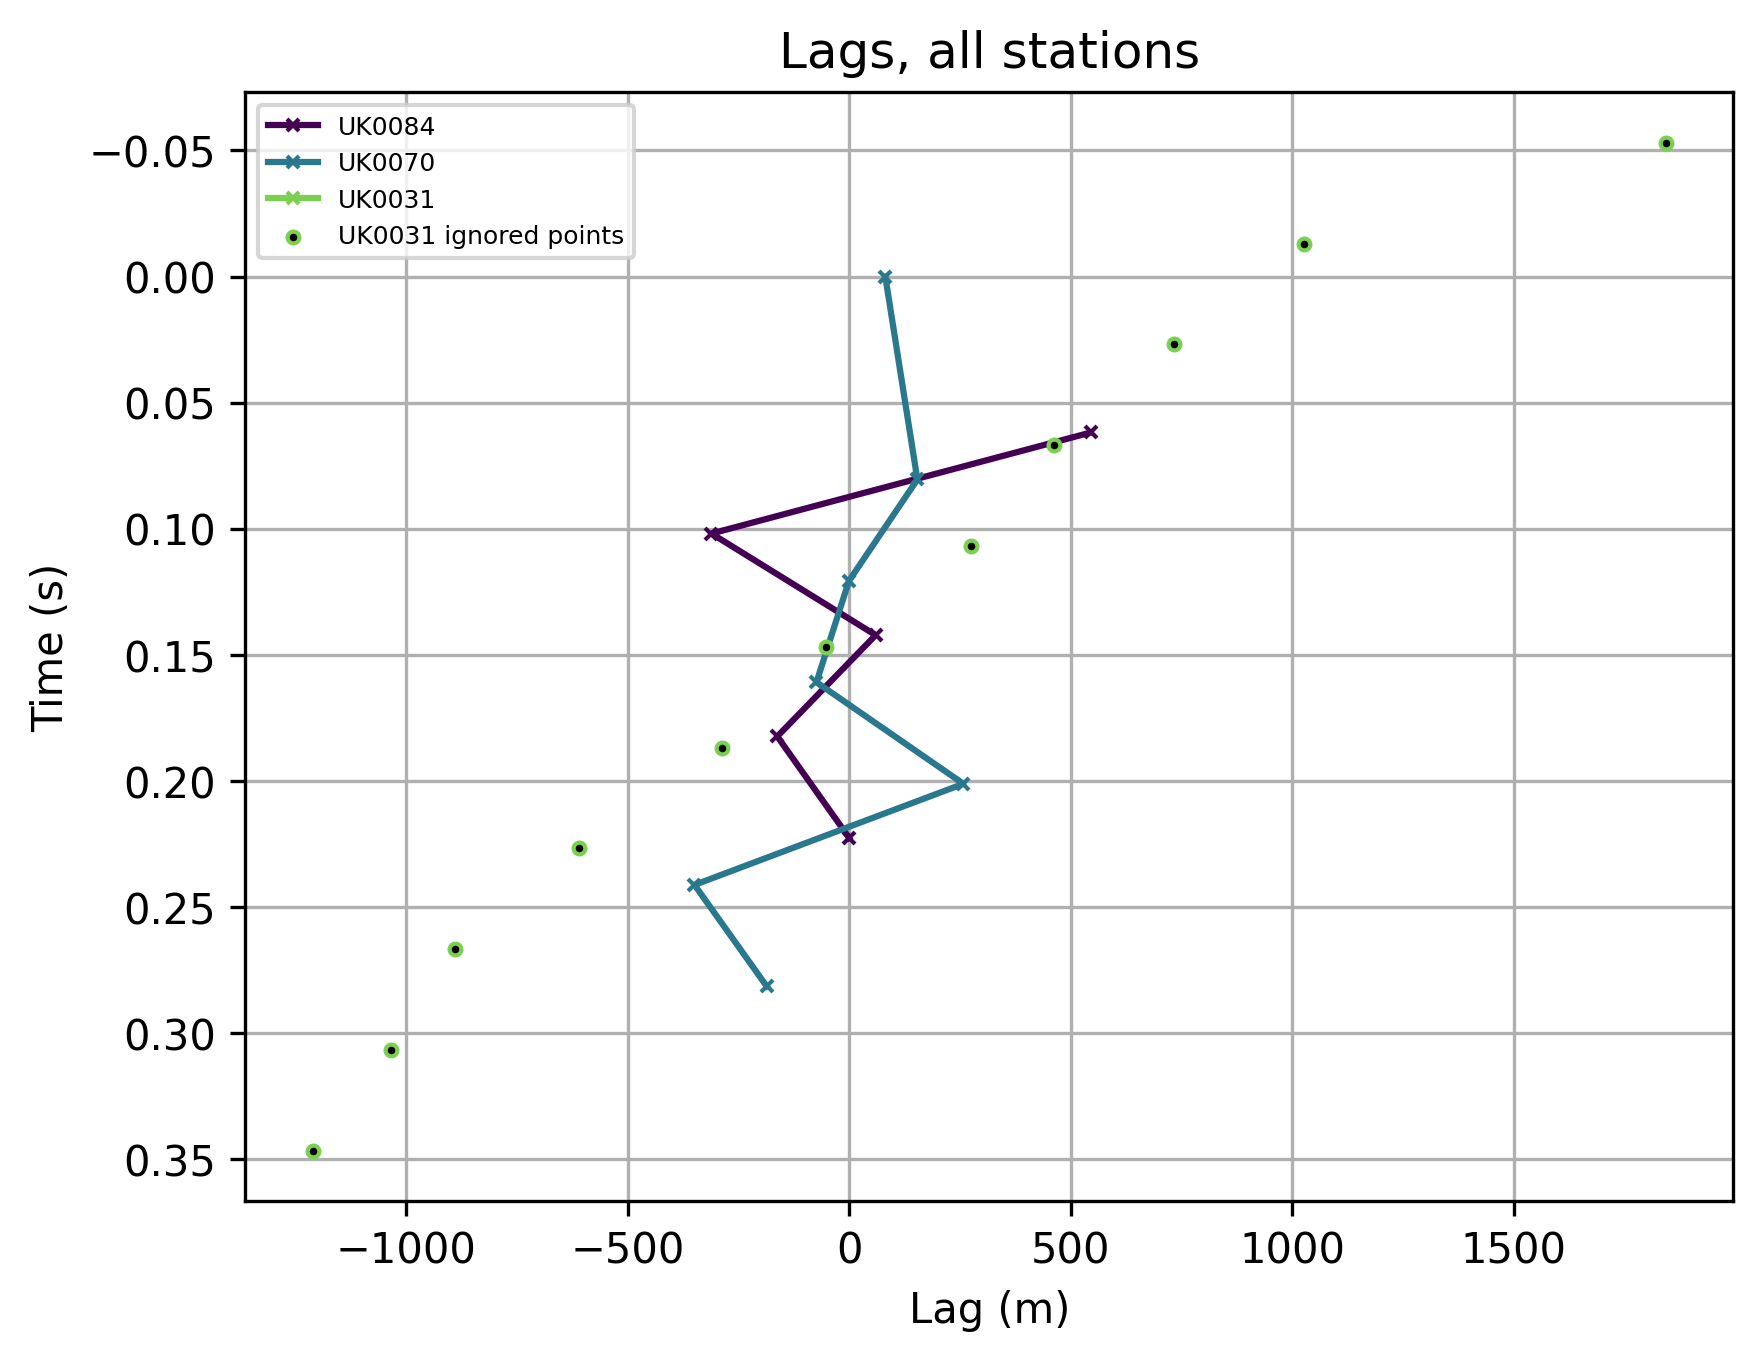 Lags, all stations
UK0084
UK0070
UK0031
UK0031 ignored points
−0.05
0.00
0.05
0.10
0.15
0.20
0.25
0.30
0.35
Time (s)
−1000 −500 0 500 1000 1500
Lag (m)